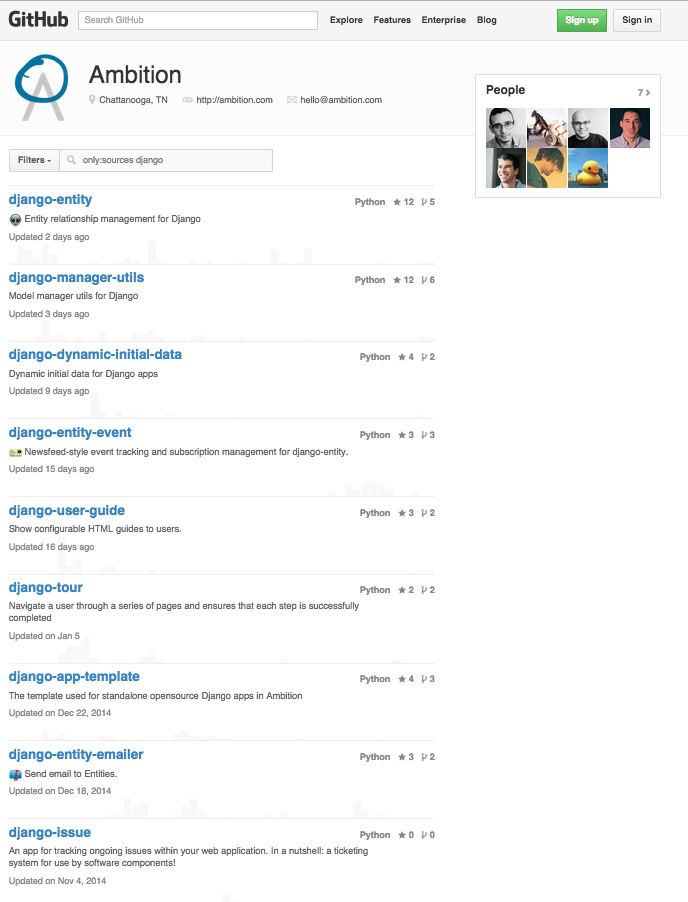 GitHub
Search GitHub
Explore Features Enterprise Blog
Sign up Sign in
Ambition
Chattanooga, TN http://ambition.com hello@ambition.com
People 7
Filters
only:sources django
django-entity
Python 12 5
Entity relationship management for Django
Updated 2 days ago
django-manager-utils
Python 12 6
Model manager utils for Django
Updated 3 days ago
django-dynamic-initial-data
Python 4 2
Dynamic initial data for Django apps
Updated 9 days ago
django-entity-event
Python 3 3
Newsfeed-style event tracking and subscription management for django-entity.
Updated 15 days ago
django-user-guide
Python 3 2
Show configurable HTML guides to users.
Updated 16 days ago
django-tour
Python 2 2
Navigate a user through a series of pages and ensures that each step is successfully
completed
Updated on Jan 5
django-app-template
Python 4 3
The template used for standalone opensource Django apps in Ambition
Updated on Dec 22, 2014
django-entity-emailer
Python 3 2
Send email to Entities.
Updated on Dec 18, 2014
django-issue
Python 0 0
An app for tracking ongoing issues within your web application. In a nutshell: a ticketing
system for use by software components!
Updated on Nov 4, 2014